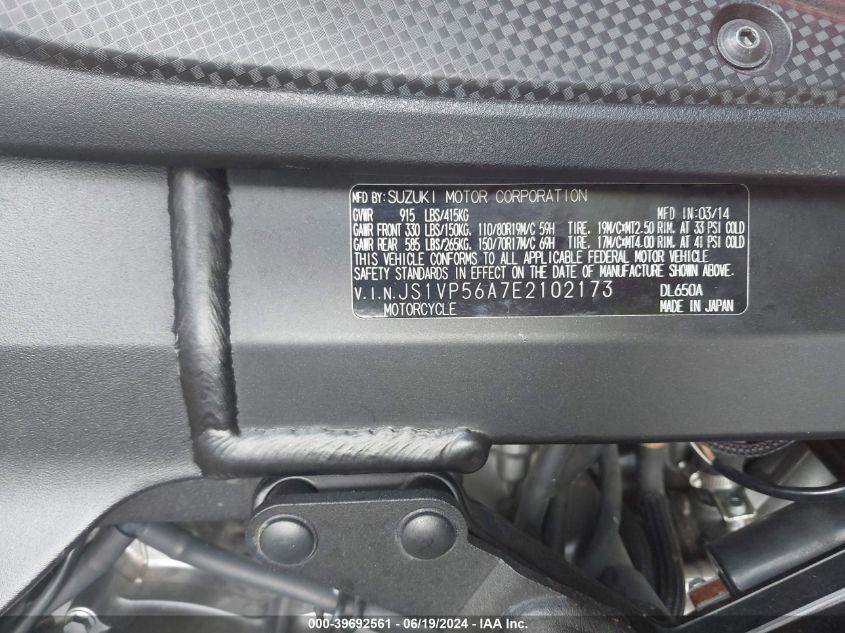 MFD BY: SUZUKI MOTOR CORPORATION
GVWR 915 LBS/415KG MFD IN: 03/14
GAWR FRONT 330 LBS/150KG. 110/80R19M/C 59H TIRE. 19M/C×MT2.50 RIM. AT 33 PSI COLD
GAWR REAR 585 LBS/265KG. 150/70R17M/C 69H TIRE. 17M/C×MT4.00 RIM. AT 41 PSI COLD
THIS VEHICLE CONFORMS TO ALL APPLICABLE FEDERAL MOTOR VEHICLE
SAFETY STANDARDS IN EFFECT ON THE DATE OF MANUFACTURE SHOWN ABOVE.
V.I.N. JS1VP56A7E2102173 DL650A
MOTORCYCLE MADE IN JAPAN
000-39692561 - 06/19/2024 - IAA Inc.